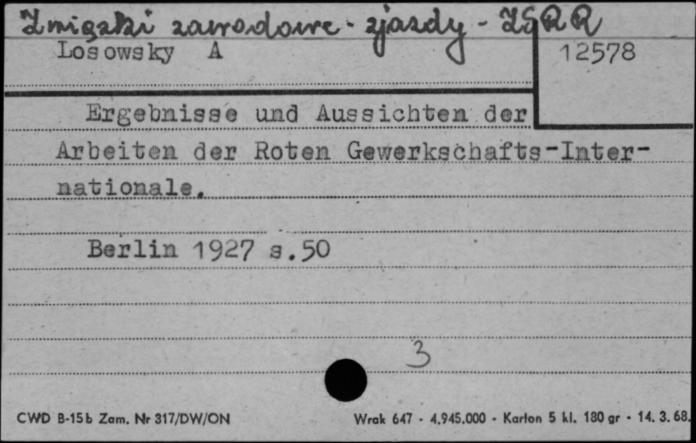 Związki zawodowe - zjazdy - ZSRR
Losowsky A
12578
Ergebnisse und Aussichten der
Arbeiten der Roten Gewerkschafts-Inter-
nationale.
Berlin 1927 s.50
3
CWD B-15b Zam. Nr 317/DW/ON
Wrak 647 - 4.945.000 - Karton 5 kl. 180 gr - 14. 3. 68.